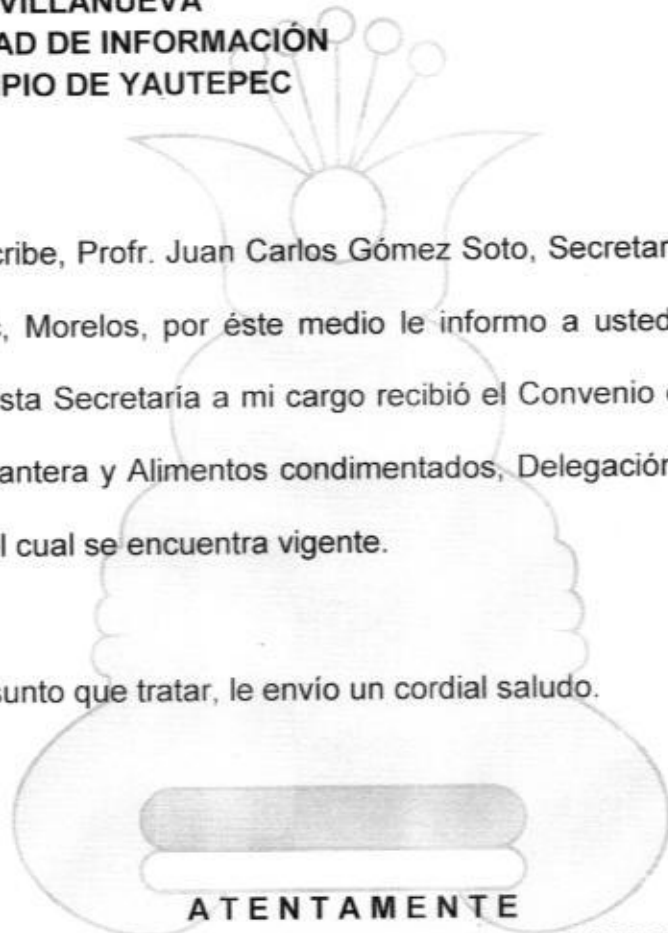 VILLANUEVA
AD DE INFORMACIÓN
PIO DE YAUTEPEC
cribe, Profr. Juan Carlos Gómez Soto, Secretar
, Morelos, por éste medio le informo a usted
sta Secretaría a mi cargo recibió el Convenio
antera y Alimentos condimentados, Delegación
l cual se encuentra vigente.
sunto que tratar, le envío un cordial saludo.
ATENTAMENTE